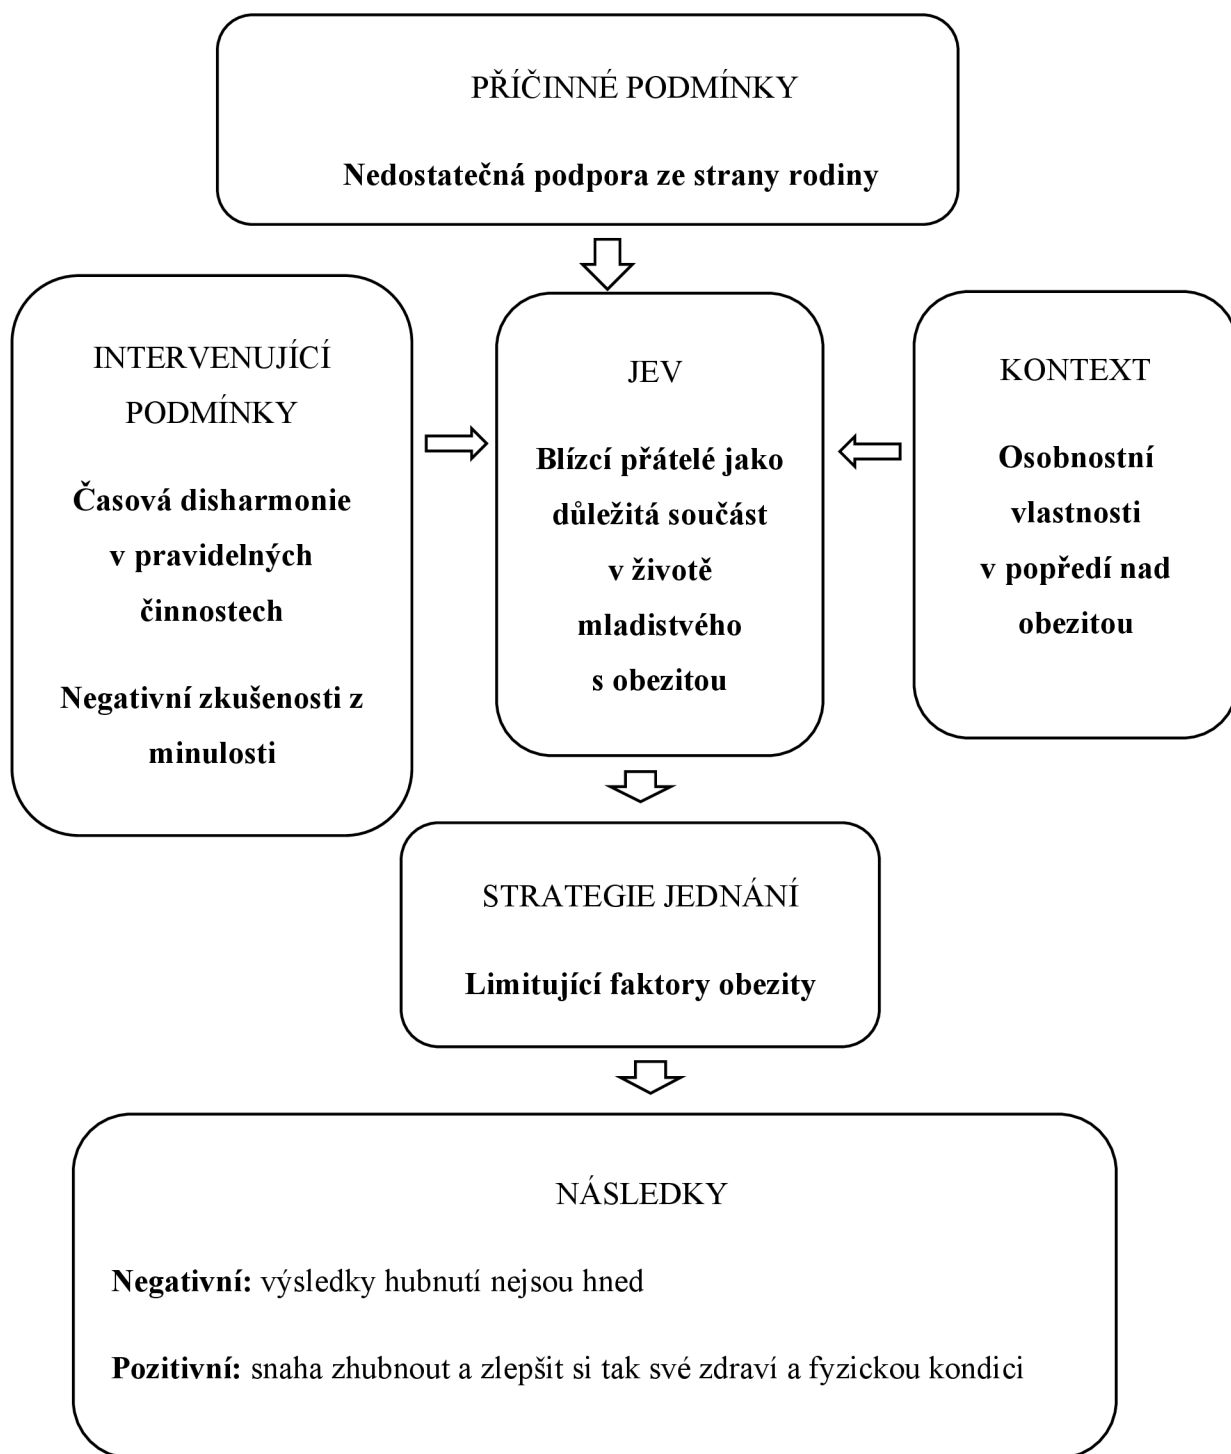 PŘÍČINNÉ PODMÍNKY
Nedostatečná podpora ze strany rodiny
INTERVENUJÍCÍ
PODMÍNKY
Časová disharmonie
v pravidelných
činnostech
Negativní zkušenosti z
minulosti
JEV
Blízcí přátelé jako
důležitá součást
v životě
mladistvého
s obezitou
KONTEXT
Osobnostní
vlastnosti
v popředí nad
obezitou
STRATEGIE JEDNÁNÍ
Limitující faktory obezity
NÁSLEDKY
Negativní: výsledky hubnutí nejsou hned
Pozitivní: snaha zhubnout a zlepšit si tak své zdraví a fyzickou kondici